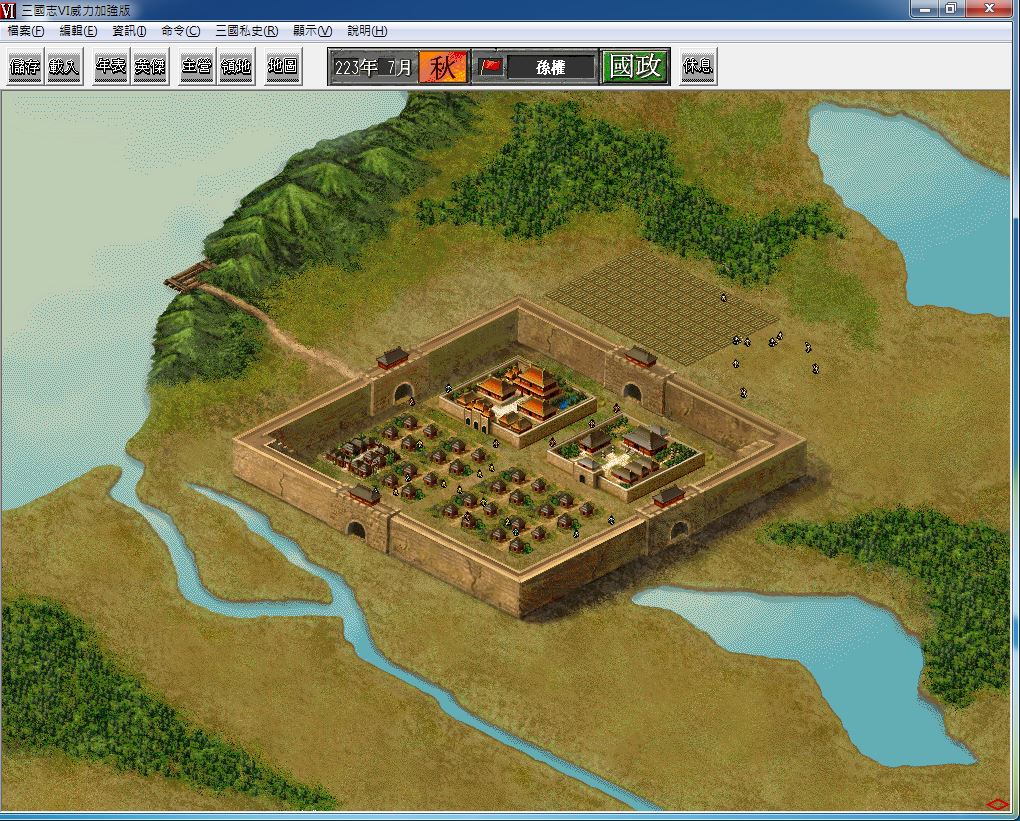 VI 三國志VI威力加強版
檔案(F) 編輯(E) 資訊(I) 命令(C) 三國私史(R) 顯示(V) 說明(H)
儲存 載入 年表 英傑 主營 領地 地圖 223年 7月 秋 孫權 國政 休息